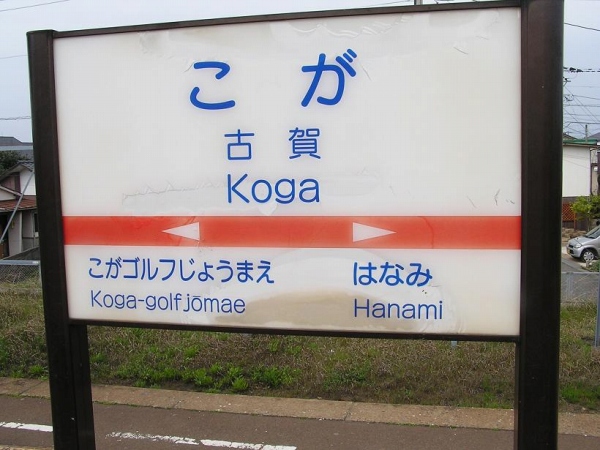 こが
古賀
Koga
こがゴルフじょうまえ はなみ
Koga-golfjōmae Hanami